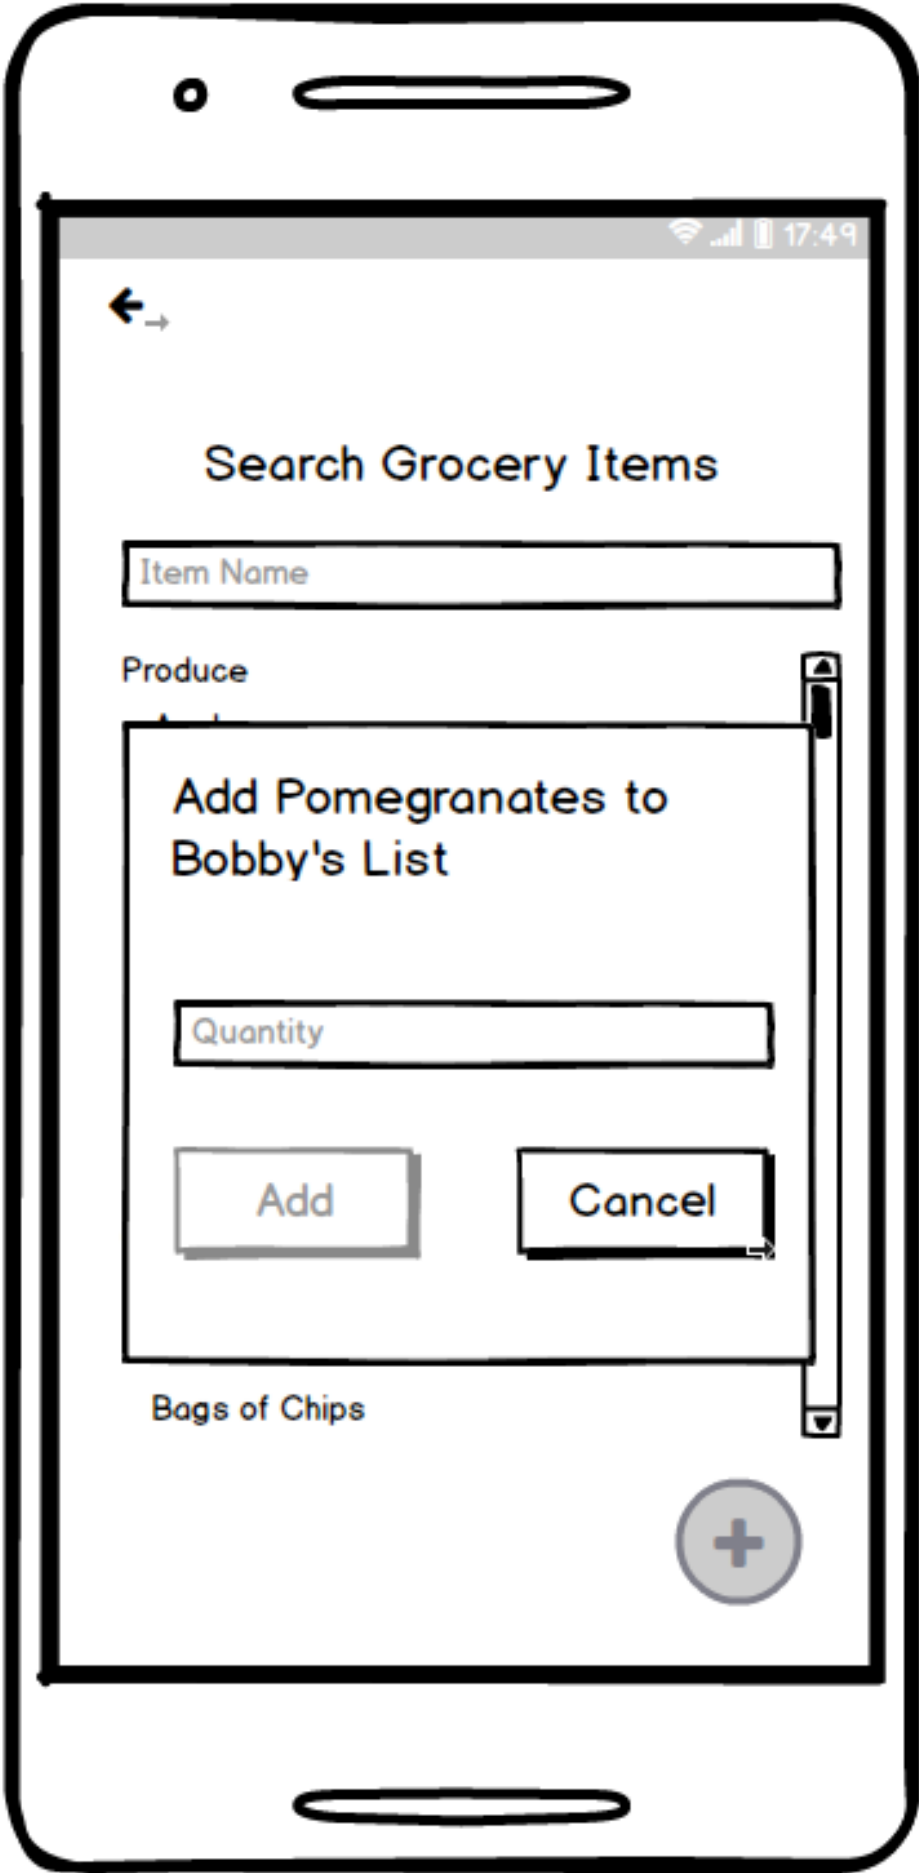 17:49
Search Grocery Items
Item Name
Produce
Add Pomegranates to
Bobby's List
Quantity
Add
Cancel
Bags of Chips